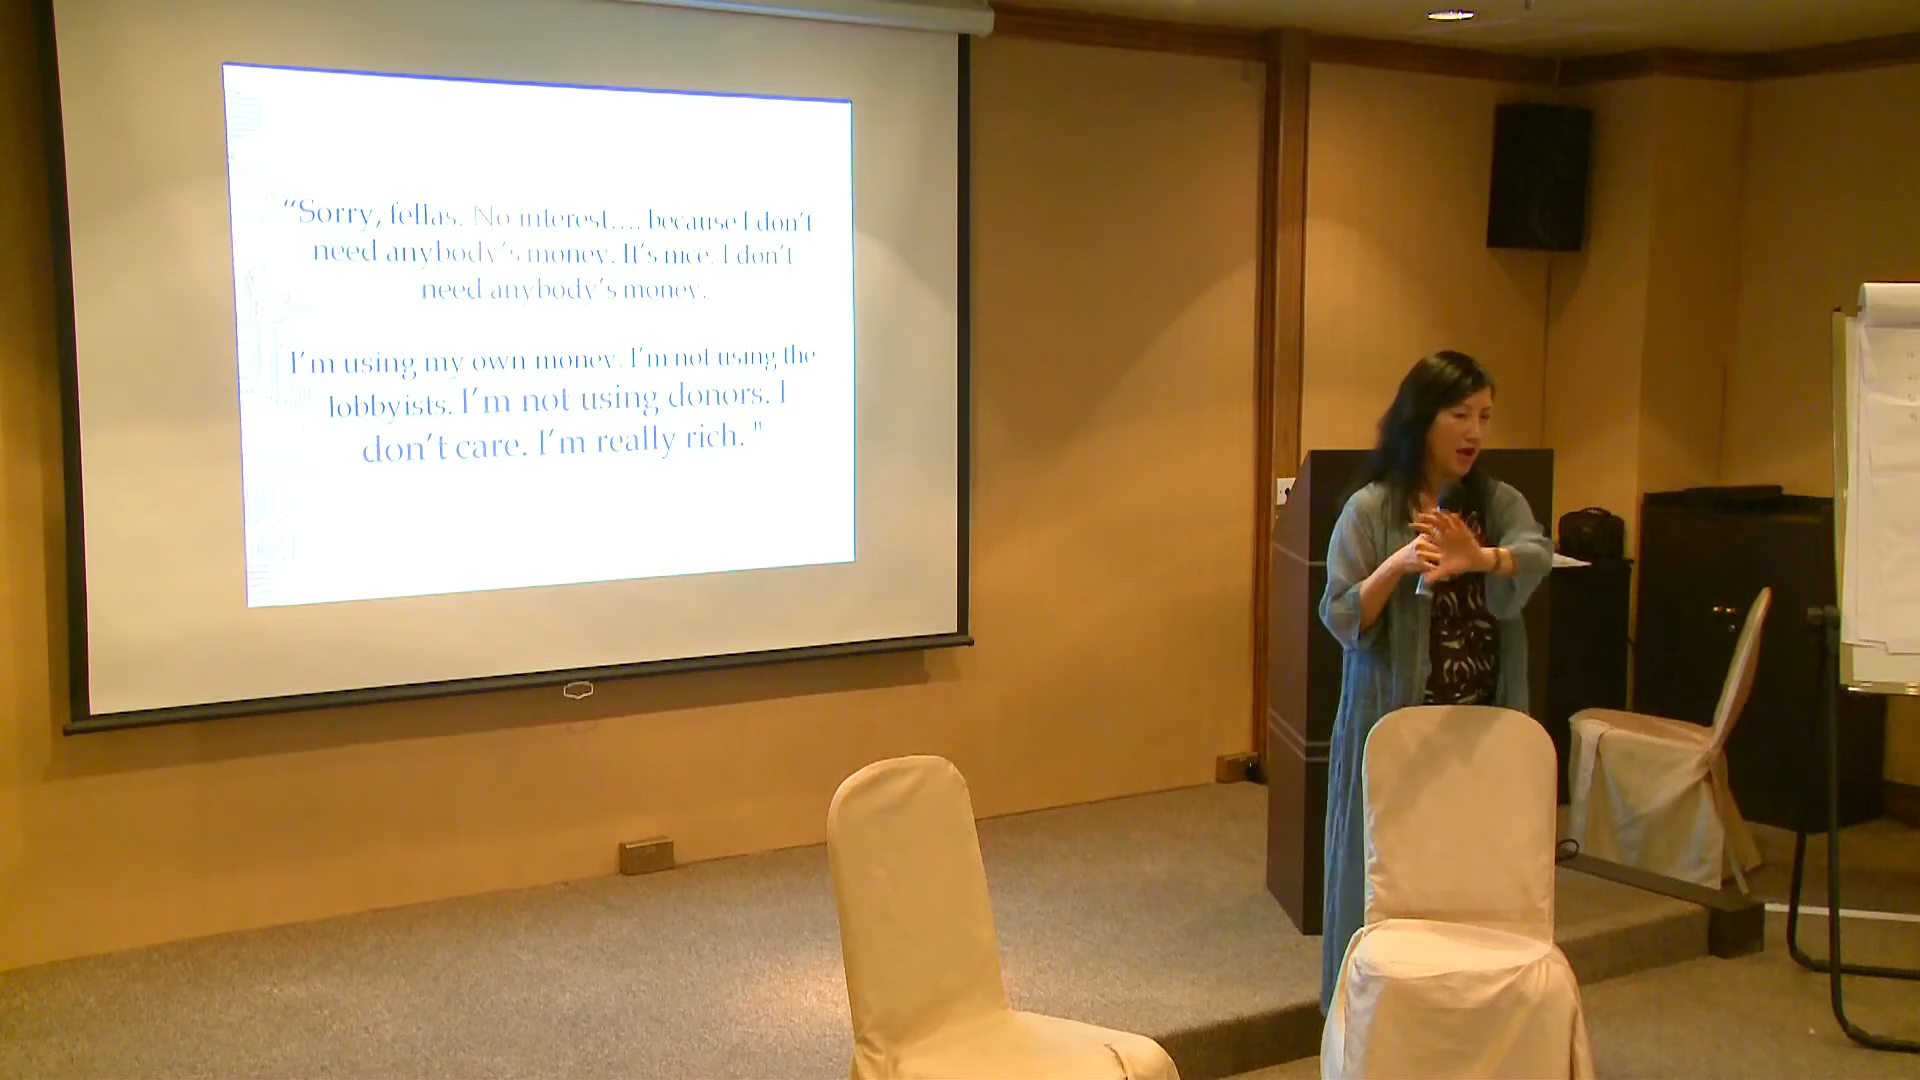 “Sorry, fellas. No interest.... because I don’t
need anybody’s money. It’s nice. I don’t
need anybody’s money.
I’m using my own money. I’m not using the
lobbyists. I’m not using donors. I
don’t care. I’m really rich. "